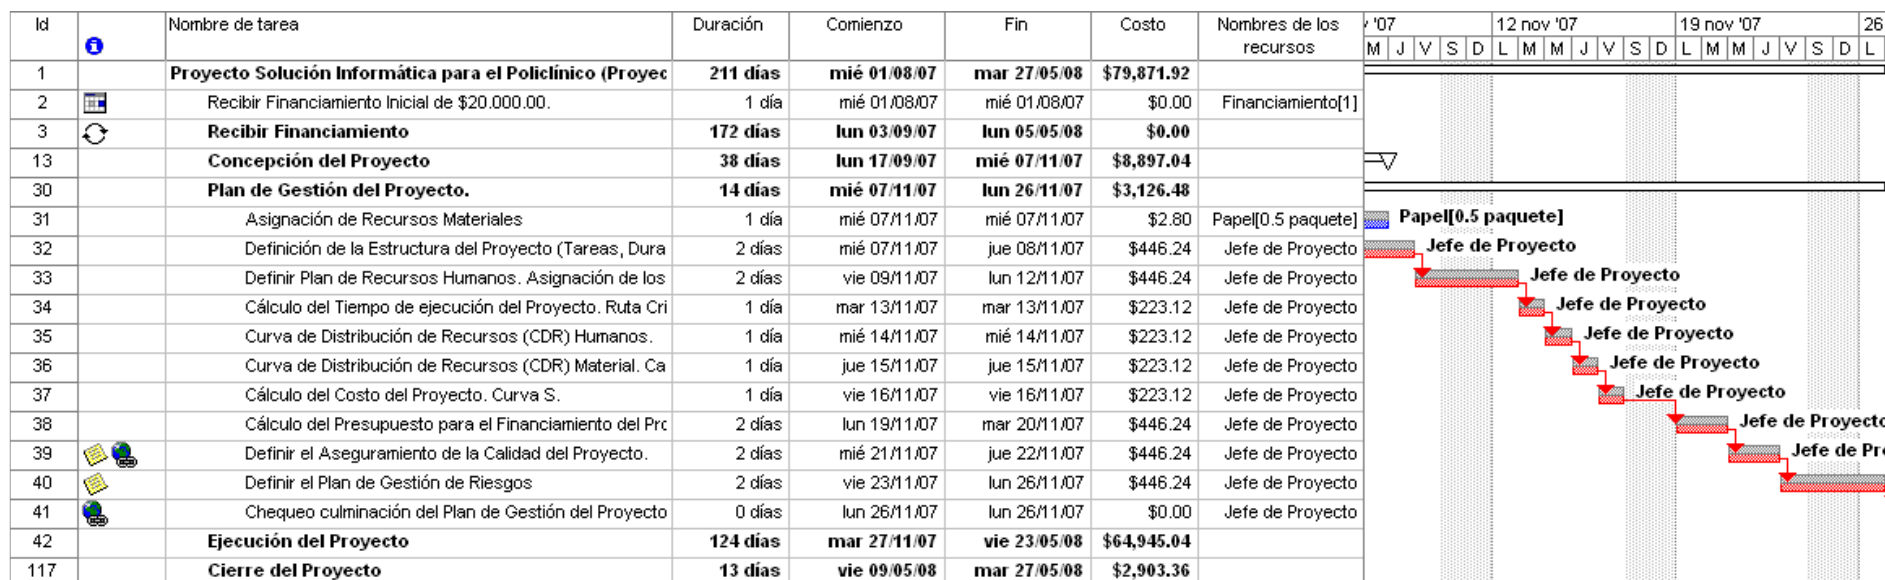 Id Nombre de tarea Duración Comienzo Fin Costo Nombres de los recursos '07 12 nov '07 19 nov '07 26
M J V S D L M M J V S D L M M J V S D L
1 Proyecto Solución Informática para el Policlínico (Proyec 211 días mié 01/08/07 mar 27/05/08 $79,871.92
2 Recibir Financiamiento Inicial de $20.000.00. 1 día mié 01/08/07 mié 01/08/07 $0.00 Financiamiento[1]
3 Recibir Financiamiento 172 días lun 03/09/07 lun 05/05/08 $0.00
13 Concepción del Proyecto 38 días lun 17/09/07 mié 07/11/07 $8,897.04
30 Plan de Gestión del Proyecto. 14 días mié 07/11/07 lun 26/11/07 $3,126.48
31 Asignación de Recursos Materiales 1 día mié 07/11/07 mié 07/11/07 $2.80 Papel[0.5 paquete] Papel[0.5 paquete]
32 Definición de la Estructura del Proyecto (Tareas, Dura 2 días mié 07/11/07 jue 08/11/07 $446.24 Jefe de Proyecto Jefe de Proyecto
33 Definir Plan de Recursos Humanos. Asignación de los 2 días vie 09/11/07 lun 12/11/07 $446.24 Jefe de Proyecto Jefe de Proyecto
34 Cálculo del Tiempo de ejecución del Proyecto. Ruta Cri 1 día mar 13/11/07 mar 13/11/07 $223.12 Jefe de Proyecto Jefe de Proyecto
35 Curva de Distribución de Recursos (CDR) Humanos. 1 día mié 14/11/07 mié 14/11/07 $223.12 Jefe de Proyecto Jefe de Proyecto
36 Curva de Distribución de Recursos (CDR) Material. Ca 1 día jue 15/11/07 jue 15/11/07 $223.12 Jefe de Proyecto Jefe de Proyecto
37 Cálculo del Costo del Proyecto. Curva S. 1 día vie 16/11/07 vie 16/11/07 $223.12 Jefe de Proyecto Jefe de Proyecto
38 Cálculo del Presupuesto para el Financiamiento del Prc 2 días lun 19/11/07 mar 20/11/07 $446.24 Jefe de Proyecto Jefe de Proyecto
39 Definir el Aseguramiento de la Calidad del Proyecto. 2 días mié 21/11/07 jue 22/11/07 $446.24 Jefe de Proyecto Jefe de Pr
40 Definir el Plan de Gestión de Riesgos 2 días vie 23/11/07 lun 26/11/07 $446.24 Jefe de Proyecto
41 Chequeo culminación del Plan de Gestión del Proyecto 0 días lun 26/11/07 lun 26/11/07 $0.00 Jefe de Proyecto
42 Ejecución del Proyecto 124 días mar 27/11/07 vie 23/05/08 $64,945.04
117 Cierre del Proyecto 13 días vie 09/05/08 mar 27/05/08 $2,903.36